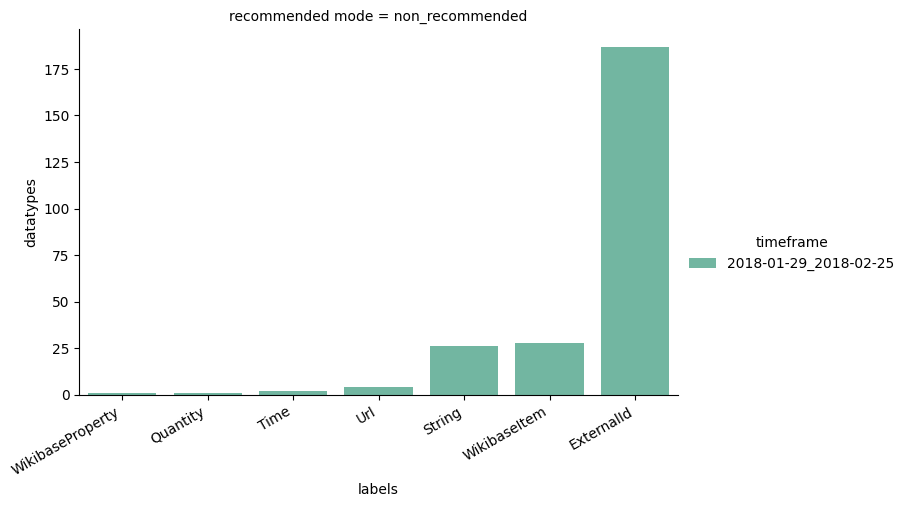 recommended mode = non_recommended
175
150
125
100
75
50
25
0
datatypes
WikibaseProperty
Quantity
Time
Url
String
WikibaseItem
ExternalId
labels
timeframe
2018-01-29_2018-02-25